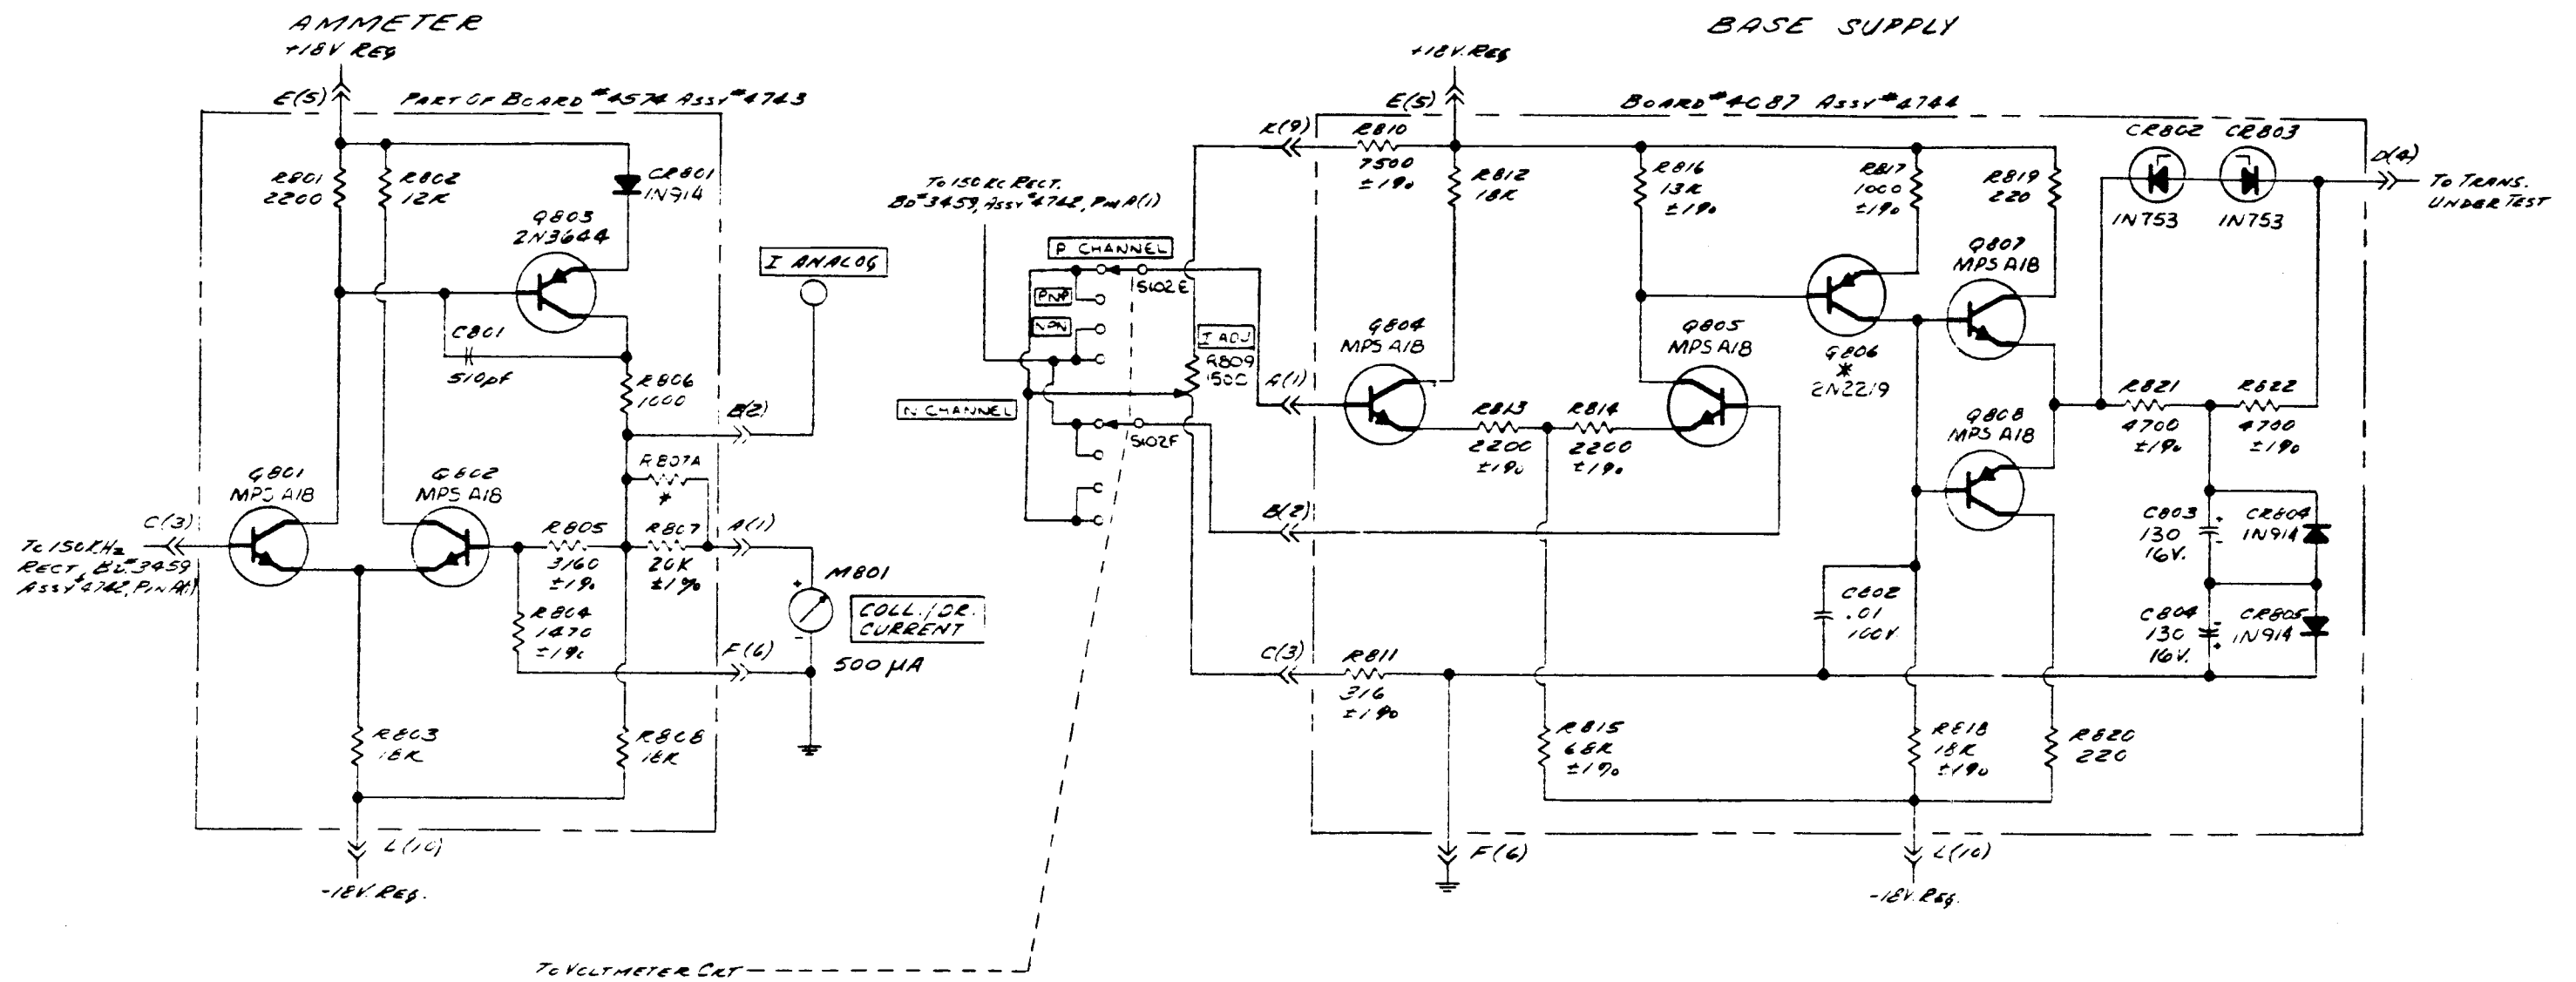 AMMETER
+18V REG
E(5)
PART OF BOARD #4574 ASSY #4743
R801
2200
R802
12K
CR801
1N914
Q803
2N3644
C801
510pf
R806
1000
B(2)
I ANALOG
Q801
MPS A18
Q802
MPS A18
R807A
*
C(3)
TO 150KHz
RECT, BD.#3459
ASSY #4742, PIN A(1)
R805
3160
±1%
R807
20K
±1%
A(1)
M801
+
-
COLL./DR.
CURRENT
500 µA
R804
1470
±1%
F(6)
R803
18K
R808
18K
L(10)
-18V. REG.
TO VOLTMETER CKT
BASE SUPPLY
+18V. REG
E(5)
BOARD #4087 ASSY #4744
K(9)
R810
7500
±1%
TO 150 KC RECT.
BD #3459, ASSY #4742, PIN A(1)
P CHANNEL
S102E
PNP
NPN
I ADJ
R809
1500
N CHANNEL
S102F
A(1)
B(2)
C(3)
R811
316
±1%
R812
18K
Q804
MPS A18
R813
2200
±1%
R814
2200
±1%
R815
68K
±1%
R816
13K
±1%
Q805
MPS A18
R817
1000
±1%
Q806
*
2N2219
R819
220
Q807
MPS A18
Q808
MPS A18
C802
.01
100V
R818
18K
±1%
R820
220
CR802
1N753
CR803
1N753
D(4)
TO TRANS.
UNDER TEST
R821
4700
±1%
R822
4700
±1%
C803
130
16V.
+
-
CR804
1N914
C804
130
16V.
-
+
CR805
1N914
F(6)
L(10)
-18V. REG.